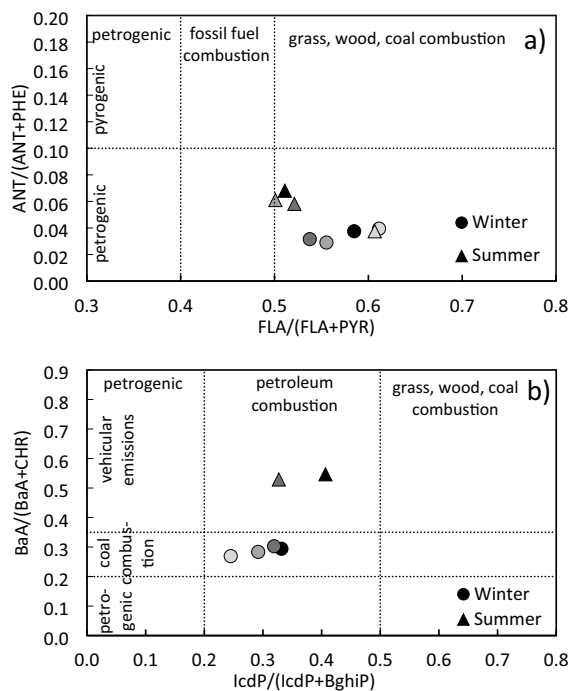 0.20
0.18
0.16
0.14
0.12
0.10
0.08
0.06
0.04
0.02
0.00
ANT/(ANT+PHE)
petrogenic
fossil fuel
combustion
grass, wood, coal combustion
a)
pyrogenic
petrogenic
Winter
Summer
0.3
0.4
0.5
0.6
0.7
0.8
FLA/(FLA+PYR)
0.9
0.8
0.7
0.6
0.5
0.4
0.3
0.2
0.1
0.0
BaA/(BaA+CHR)
petrogenic
petroleum
combustion
grass, wood, coal
combustion
b)
vehicular
emissions
coal
combus-
tion
petro-
genic
Winter
Summer
0.0
0.1
0.2
0.3
0.4
0.5
0.6
0.7
0.8
IcdP/(IcdP+BghiP)